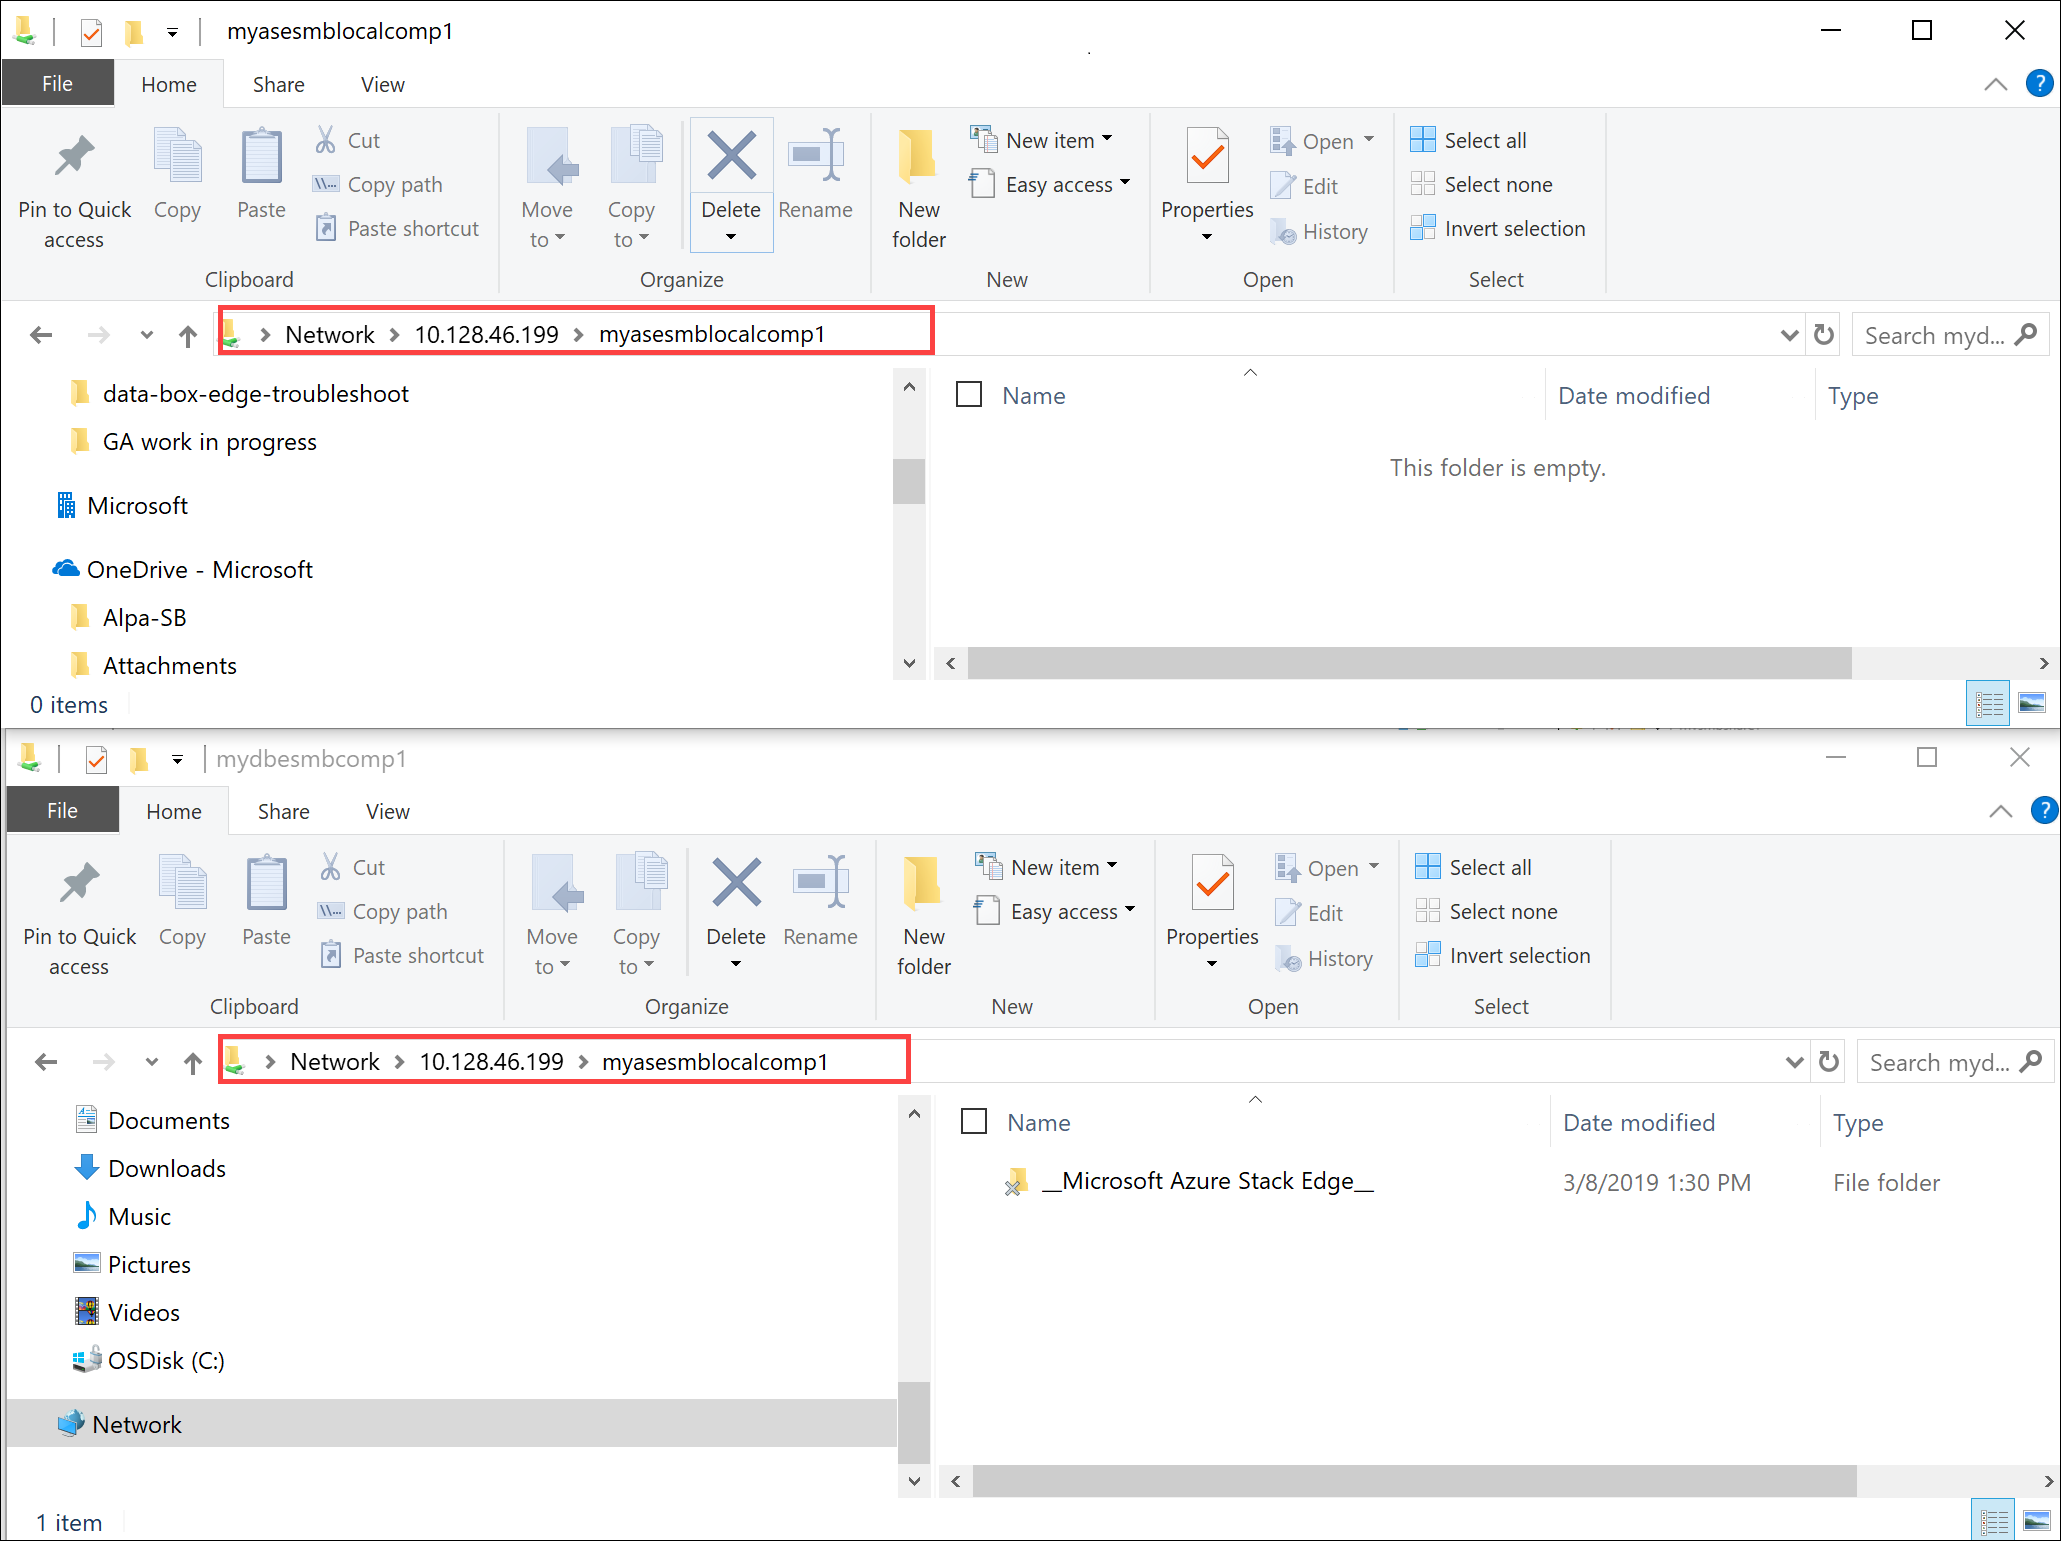 myasesmblocalcomp1
File Home Share View
Pin to Quick access
Copy
Paste
Cut
Copy path
Paste shortcut
Move to
Copy to
Delete
Rename
New folder
New item
Easy access
Properties
Open
Edit
History
Select all
Select none
Invert selection
Clipboard Organize New Open Select
Network 10.128.46.199 myasesmblocalcomp1
Search myd...
data-box-edge-troubleshoot
GA work in progress
Microsoft
OneDrive - Microsoft
Alpa-SB
Attachments
Name Date modified Type
This folder is empty.
0 items
mydbesmbcomp1
File Home Share View
Pin to Quick access
Copy
Paste
Cut
Copy path
Paste shortcut
Move to
Copy to
Delete
Rename
New folder
New item
Easy access
Properties
Open
Edit
History
Select all
Select none
Invert selection
Clipboard Organize New Open Select
Network 10.128.46.199 myasesmblocalcomp1
Search myd...
Documents
Downloads
Music
Pictures
Videos
OSDisk (C:)
Network
Name Date modified Type
__Microsoft Azure Stack Edge__ 3/8/2019 1:30 PM File folder
1 item